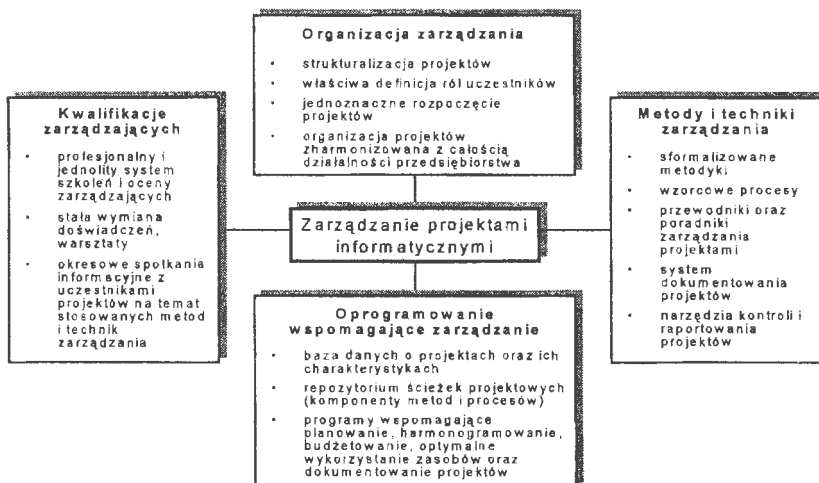 Organizacja zarządzania
• strukturalizacja projektów
• właściwa definicja ról uczestników
• jednoznaczne rozpoczęcie
projektów
• organizacja projektów
zharmonizowana z całością
działalności przedsiębiorstwa
Kwalifikacje
zarządzających
• profesjonalny i
jednolity system
szkoleń i oceny
zarządzających
• stała wymiana
doświadczeń,
warsztaty
• okresowe spotkania
informacyjne z
uczestnikami
projektów na temat
stosowanych metod
i technik
zarządzania
Zarządzanie projektami
informatycznymi
Metody i techniki
zarządzania
• sformalizowane
metodyki
• wzorcowe procesy
• przewodniki oraz
poradniki
zarządzania
projektami
• system
dokumentowania
projektów
• narzędzia kontroli i
raportowania
projektów
Oprogramowanie
wspomagające zarządzanie
• baza danych o projektach oraz ich
charakterystykach
• repozytorium ścieżek projektowych
(komponenty metod i procesów)
• programy wspomagające
planowanie, harmonogramowanie,
budżetowanie, optymalne
wykorzystanie zasobów oraz
dokumentowanie projektów